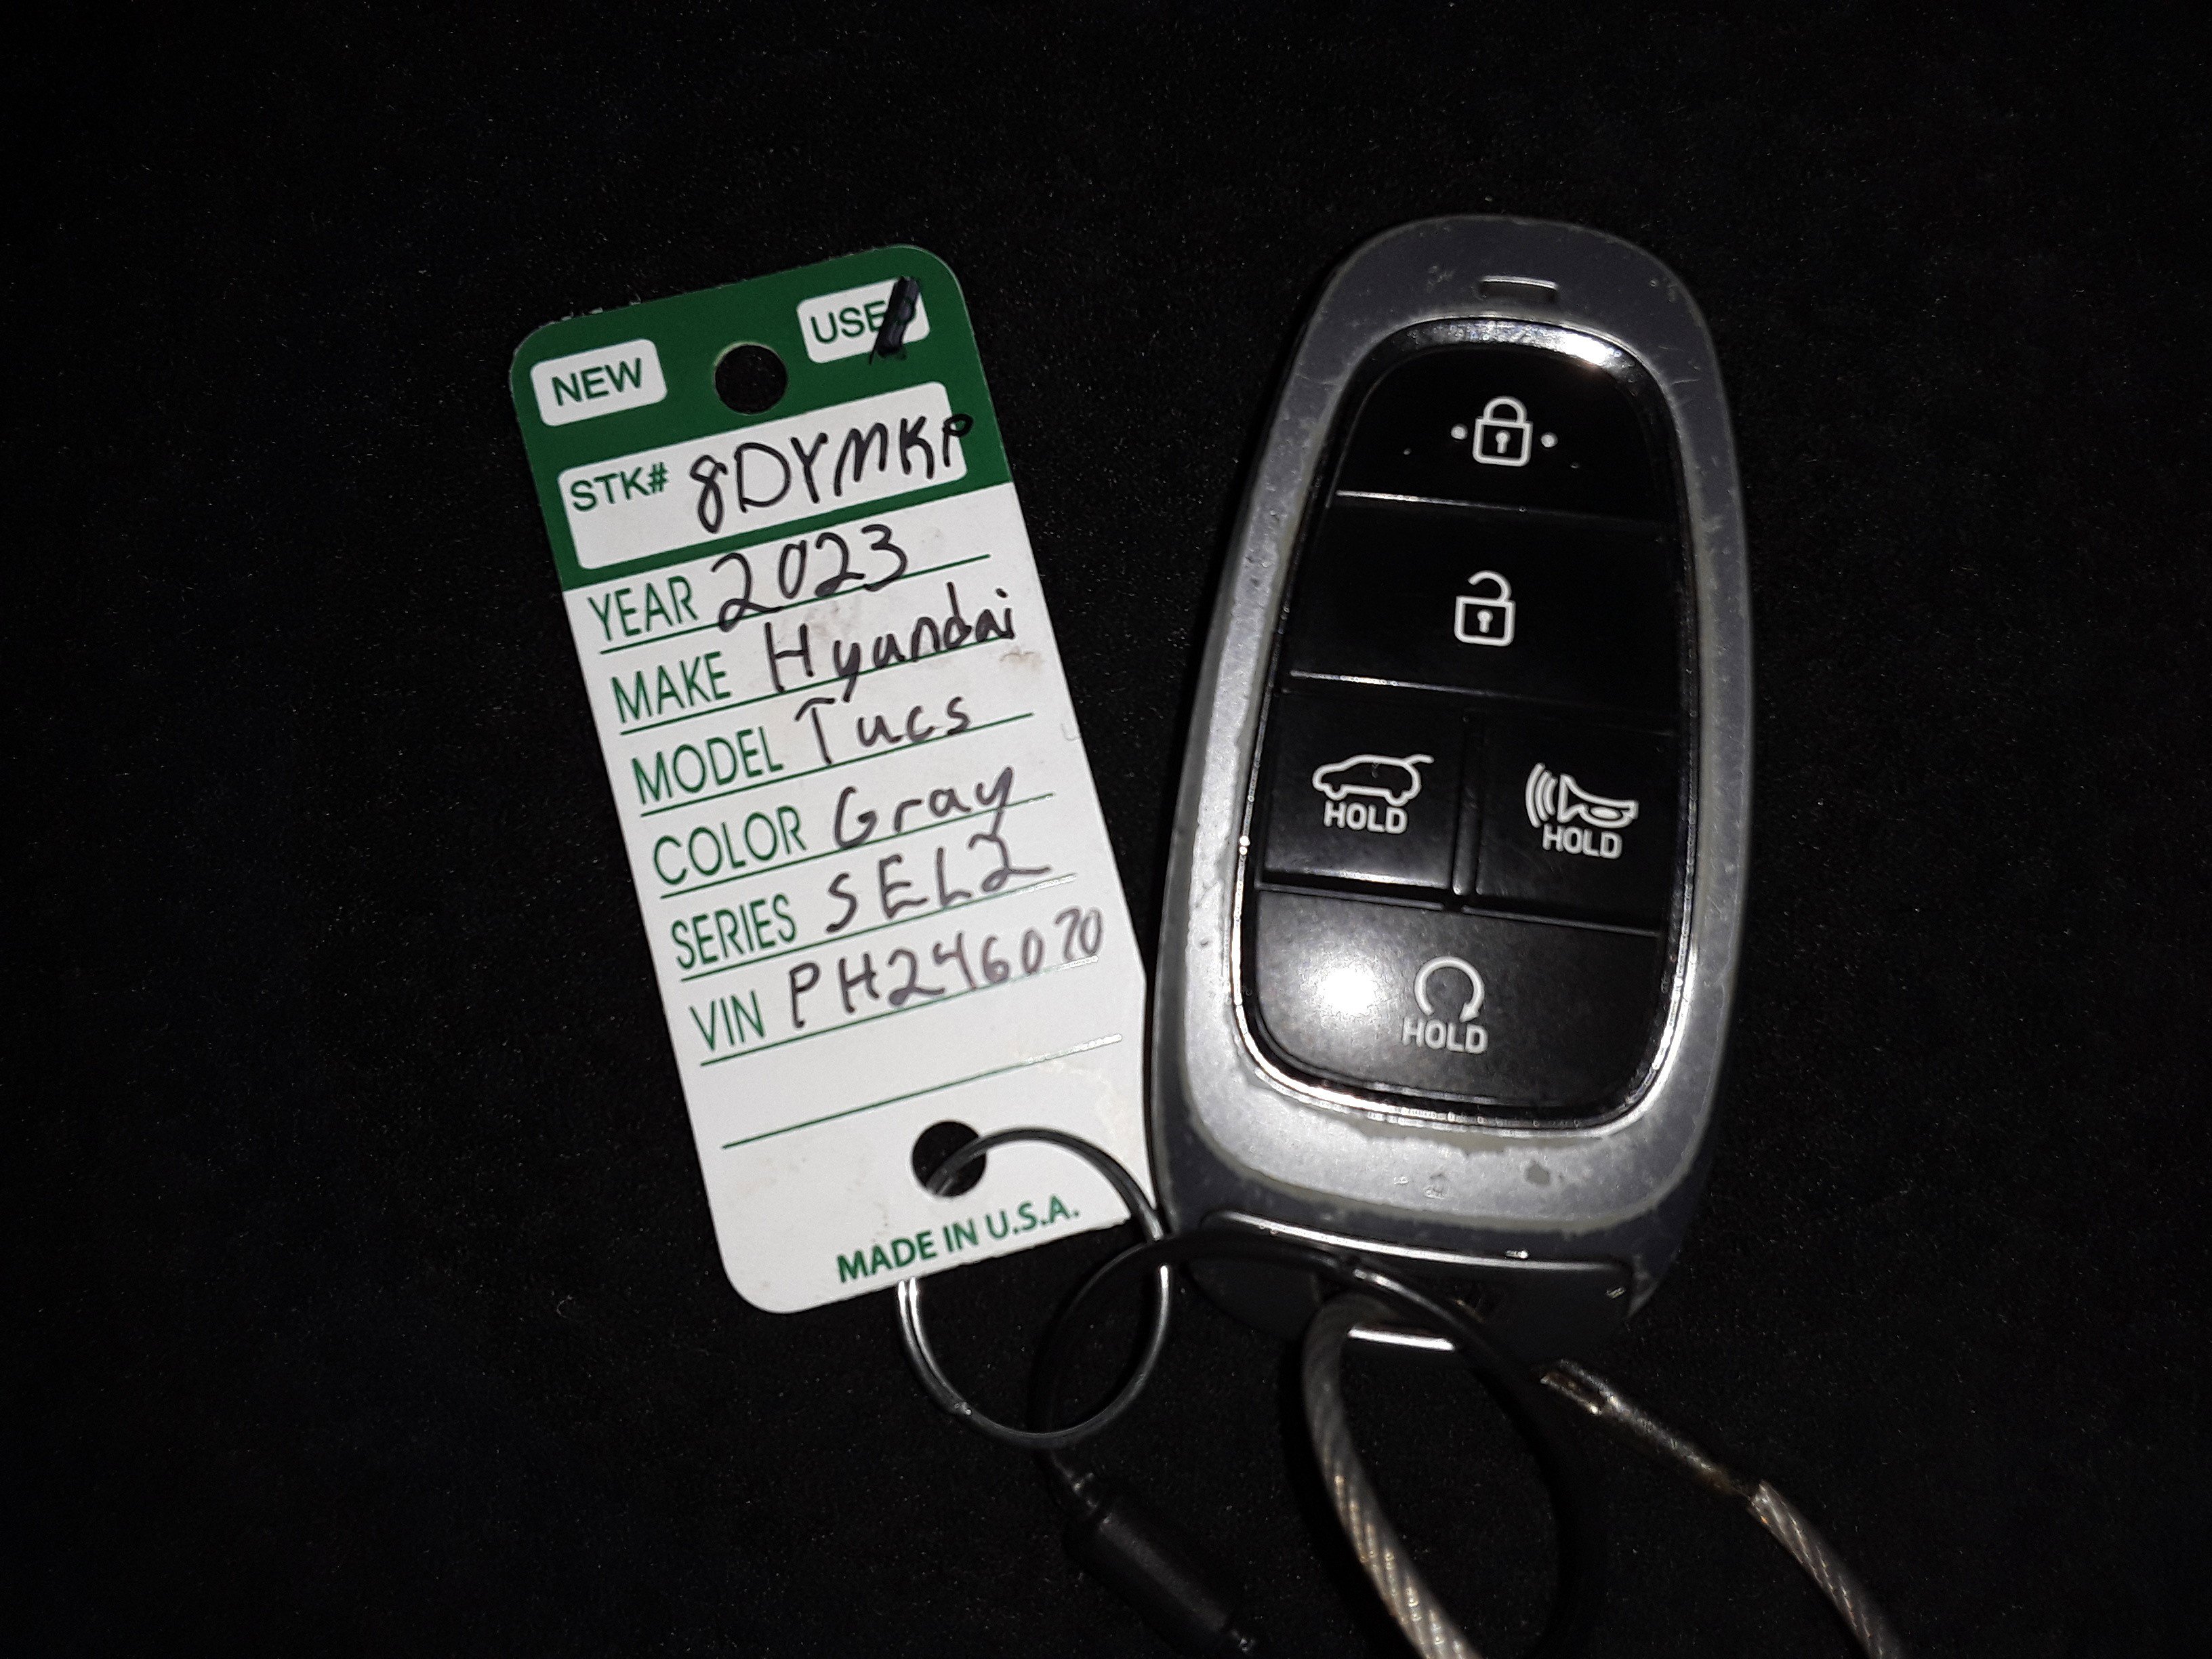 NEW USED
STK# 8DYMKP
YEAR 2023
MAKE Hyundai
MODEL Tucs
COLOR Gray
SERIES SEL2
VIN PH246070
MADE IN U.S.A.
HOLD HOLD
HOLD